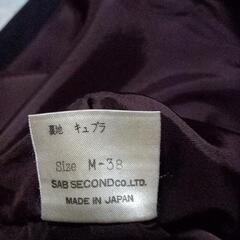 裏地 キュプラ
Size M-38
SAB SECOND CO.,LTD.
MADE IN JAPAN